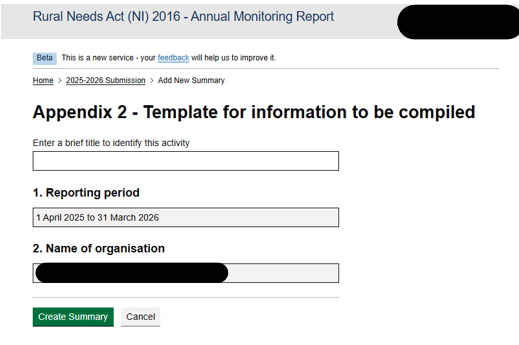 Rural Needs Act (NI) 2016 - Annual Monitoring Report
Beta This is a new service - your feedback will help us to improve it.
Home > 2025-2026 Submission > Add New Summary
Appendix 2 - Template for information to be compiled
Enter a brief title to identify this activity
1. Reporting period
1 April 2025 to 31 March 2026
2. Name of organisation
Create Summary Cancel